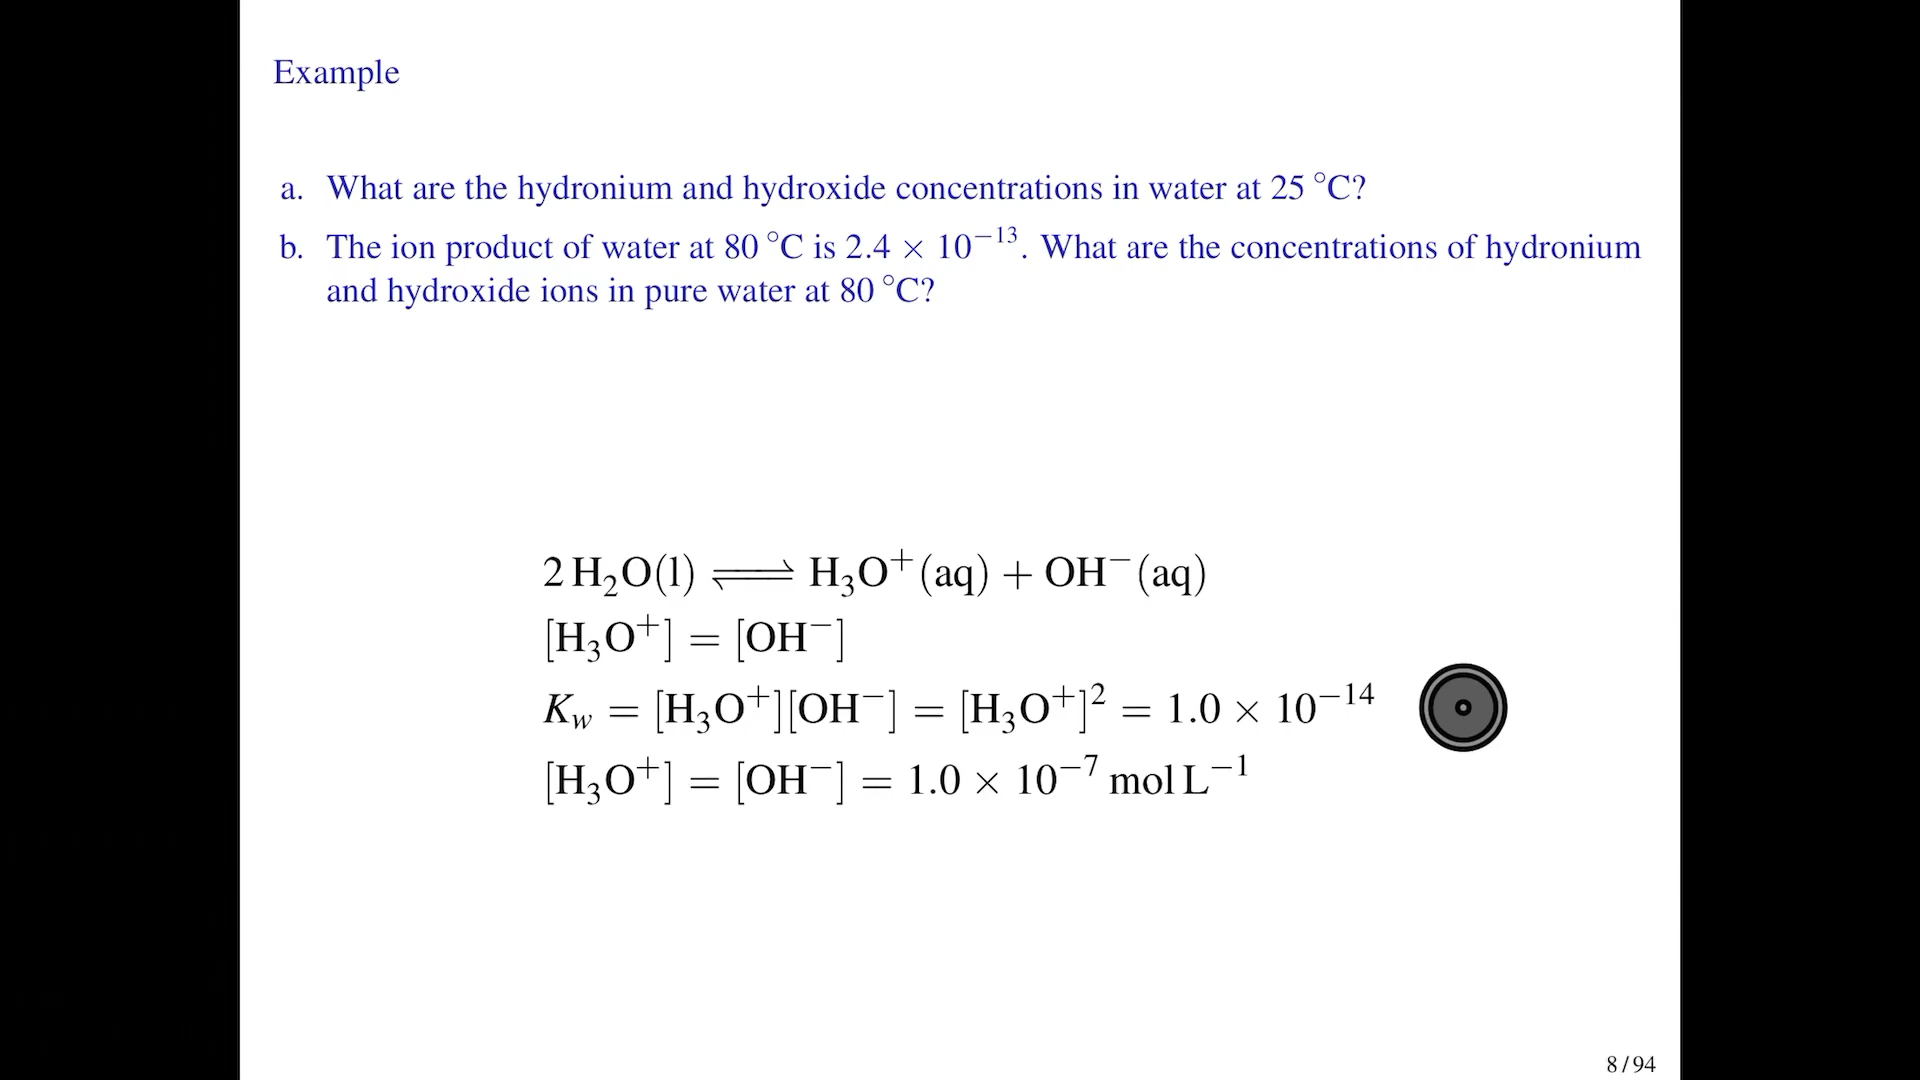 Example
a. What are the hydronium and hydroxide concentrations in water at 25 °C?
b. The ion product of water at 80 °C is 2.4 × 10⁻¹³. What are the concentrations of hydronium
and hydroxide ions in pure water at 80 °C?
2 H₂O(l) ⇌ H₃O⁺(aq) + OH⁻(aq)
[H₃O⁺] = [OH⁻]
K_w = [H₃O⁺][OH⁻] = [H₃O⁺]² = 1.0 × 10⁻¹⁴
[H₃O⁺] = [OH⁻] = 1.0 × 10⁻⁷ mol L⁻¹
8 / 94